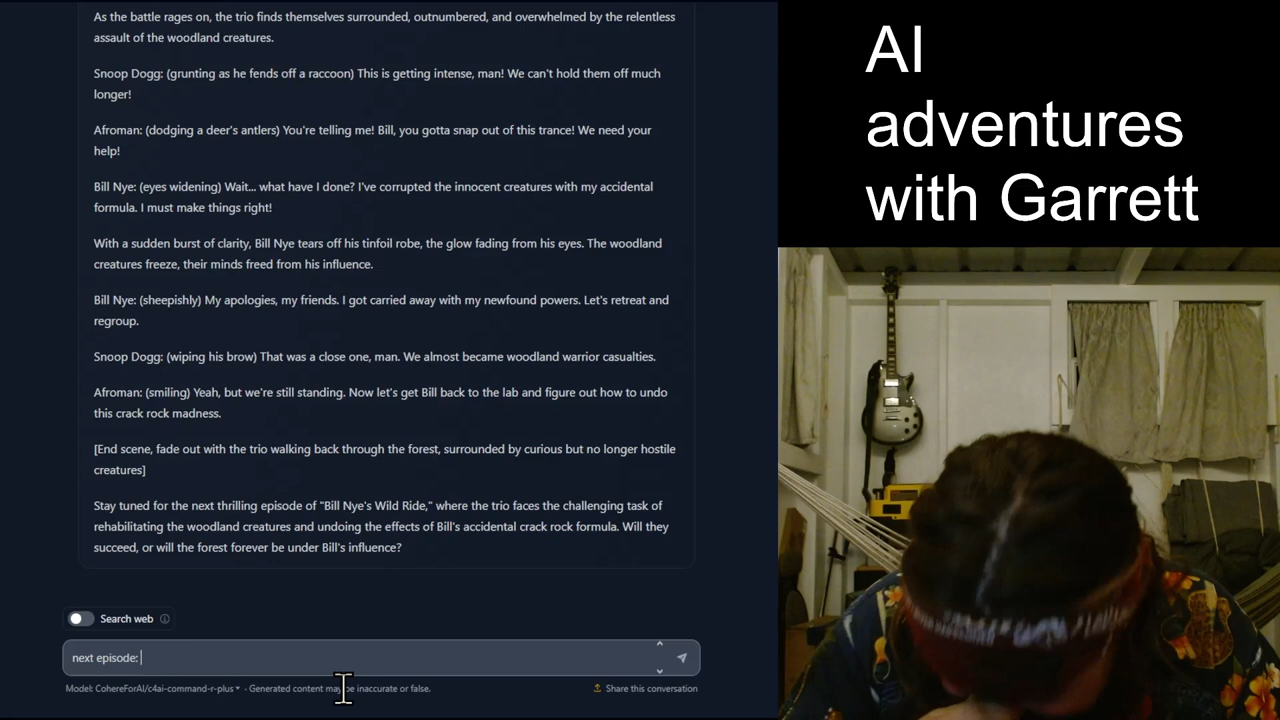 As the battle rages on, the trio finds themselves surrounded, outnumbered, and overwhelmed by the relentless
assault of the woodland creatures.
Snoop Dogg: (grunting as he fends off a raccoon) This is getting intense, man! We can't hold them off much
longer!
Afroman: (dodging a deer's antlers) You're telling me! Bill, you gotta snap out of this trance! We need your
help!
Bill Nye: (eyes widening) Wait... what have I done? I've corrupted the innocent creatures with my accidental
formula. I must make things right!
With a sudden burst of clarity, Bill Nye tears off his tinfoil robe, the glow fading from his eyes. The woodland
creatures freeze, their minds freed from his influence.
Bill Nye: (sheepishly) My apologies, my friends. I got carried away with my newfound powers. Let's retreat and
regroup.
Snoop Dogg: (wiping his brow) That was a close one, man. We almost became woodland warrior casualties.
Afroman: (smiling) Yeah, but we're still standing. Now let's get Bill back to the lab and figure out how to undo
this crack rock madness.
[End scene, fade out with the trio walking back through the forest, surrounded by curious but no longer hostile
creatures]
Stay tuned for the next thrilling episode of "Bill Nye's Wild Ride," where the trio faces the challenging task of
rehabilitating the woodland creatures and undoing the effects of Bill's accidental crack rock formula. Will they
succeed, or will the forest forever be under Bill's influence?
Search web
next episode:
Model: CohereForAI/c4ai-command-r-plus · Generated content may be inaccurate or false.
Share this conversation
AI
adventures
with Garrett